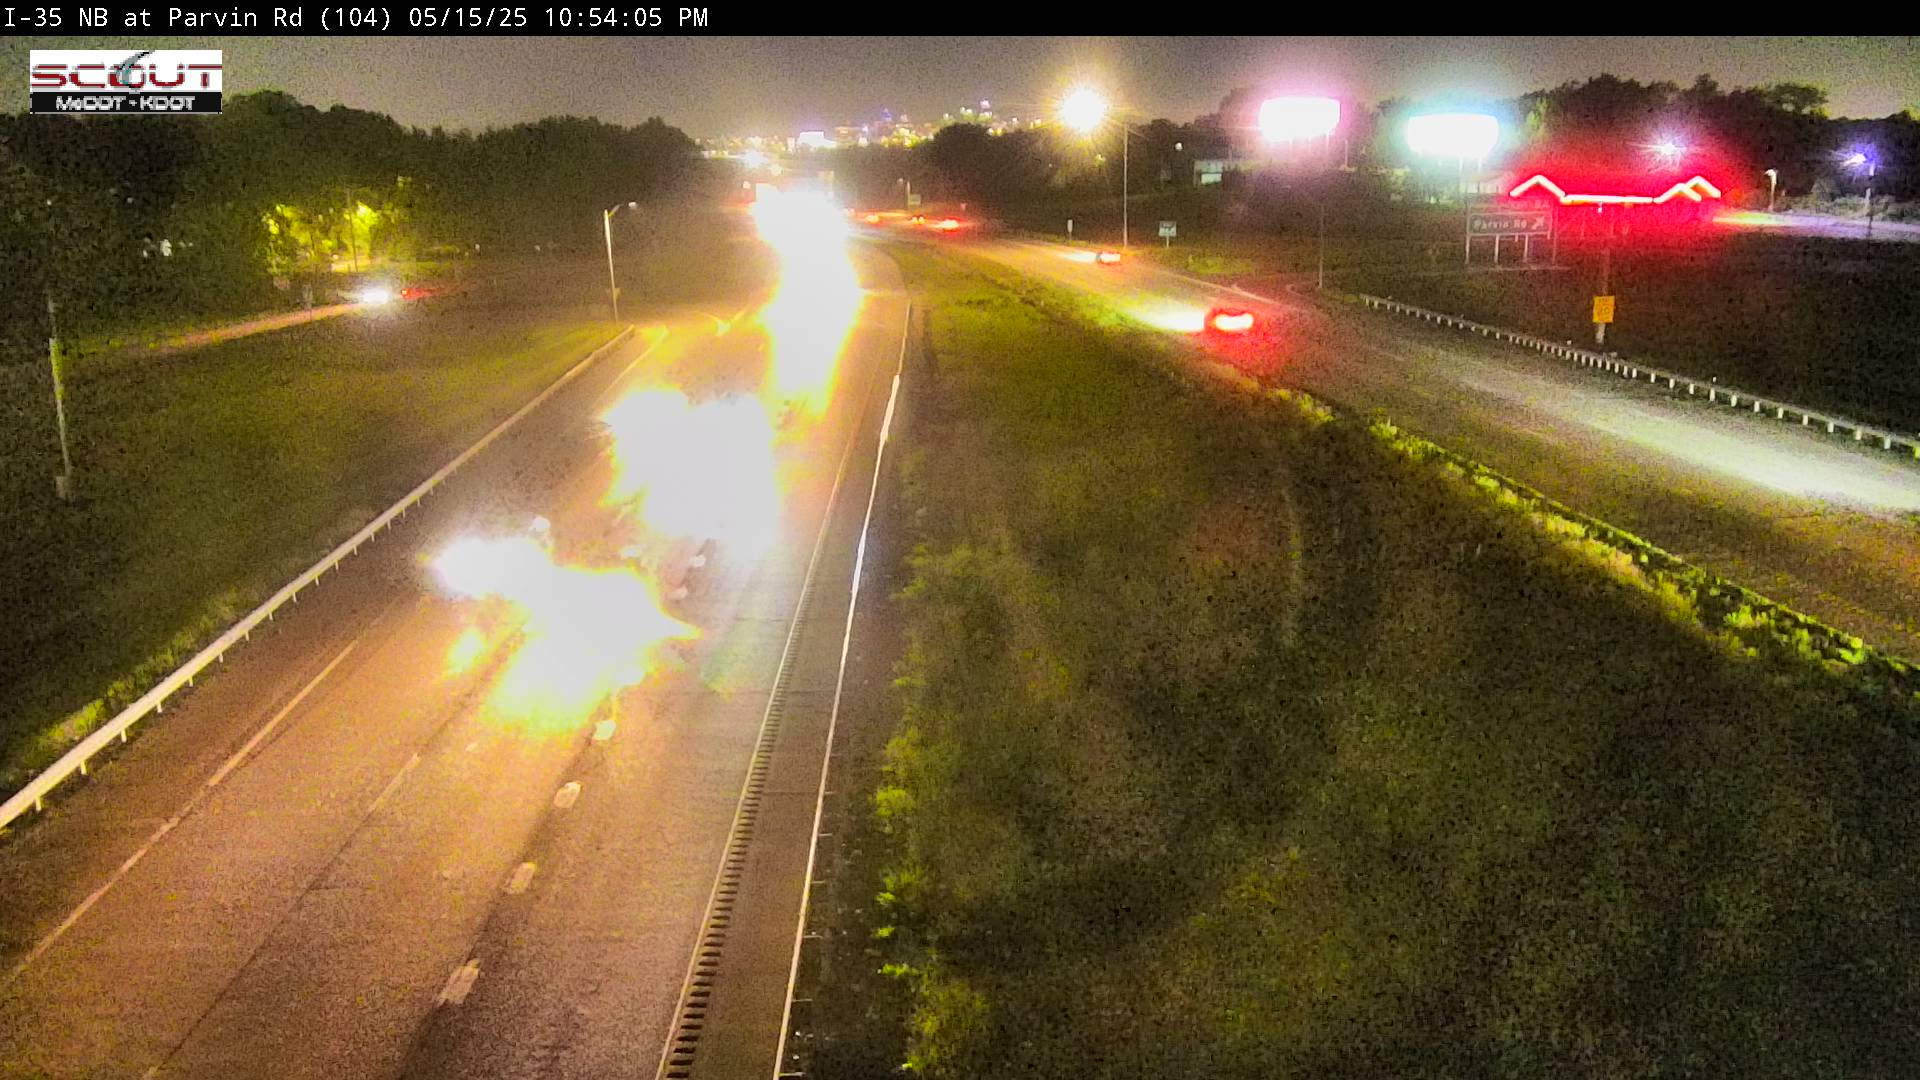 I-35 NB at Parvin Rd (104) 05/15/25 10:54:05 PM
SCOUT
MoDOT - KDOT
Parvin Rd